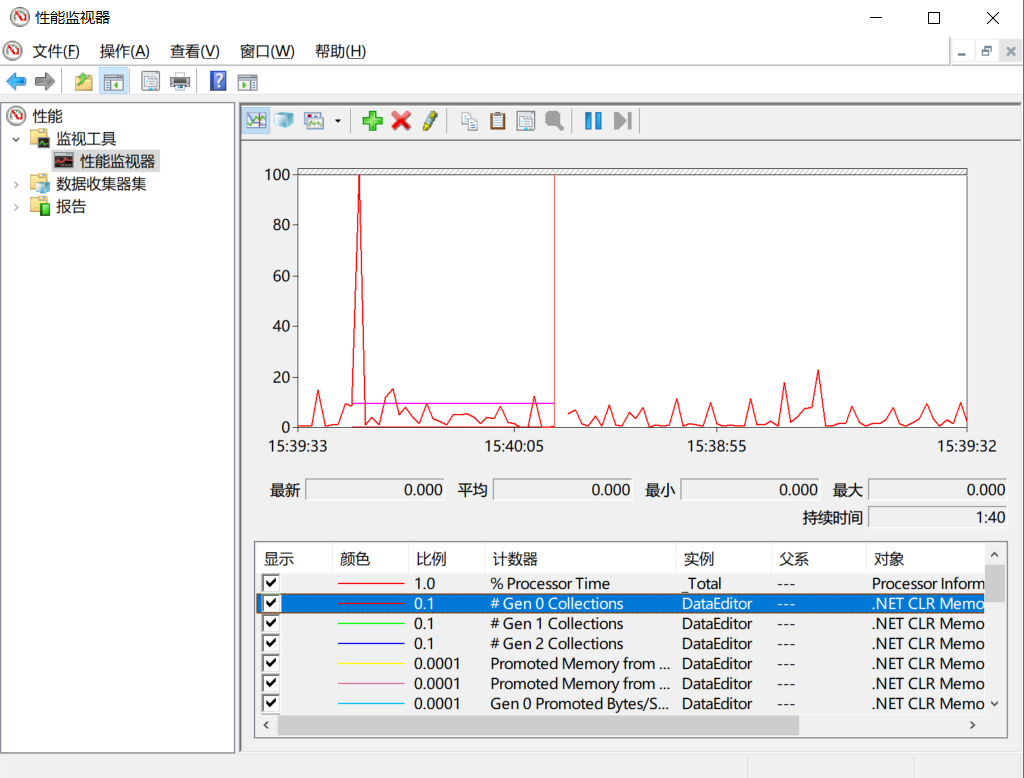 性能监视器
文件(F) 操作(A) 查看(V) 窗口(W) 帮助(H)
性能
监视工具
性能监视器
数据收集器集
报告
100
80
60
40
20
0
15:39:33 15:40:05 15:38:55 15:39:32
最新 0.000 平均 0.000 最小 0.000 最大 0.000
持续时间 1:40
显示 颜色 比例 计数器 实例 父系 对象
1.0 % Processor Time _Total --- Processor Inform
0.1 # Gen 0 Collections DataEditor --- .NET CLR Memo
0.1 # Gen 1 Collections DataEditor --- .NET CLR Memo
0.1 # Gen 2 Collections DataEditor --- .NET CLR Memo
0.0001 Promoted Memory from ... DataEditor --- .NET CLR Memo
0.0001 Promoted Memory from ... DataEditor --- .NET CLR Memo
0.0001 Gen 0 Promoted Bytes/S... DataEditor --- .NET CLR Memo